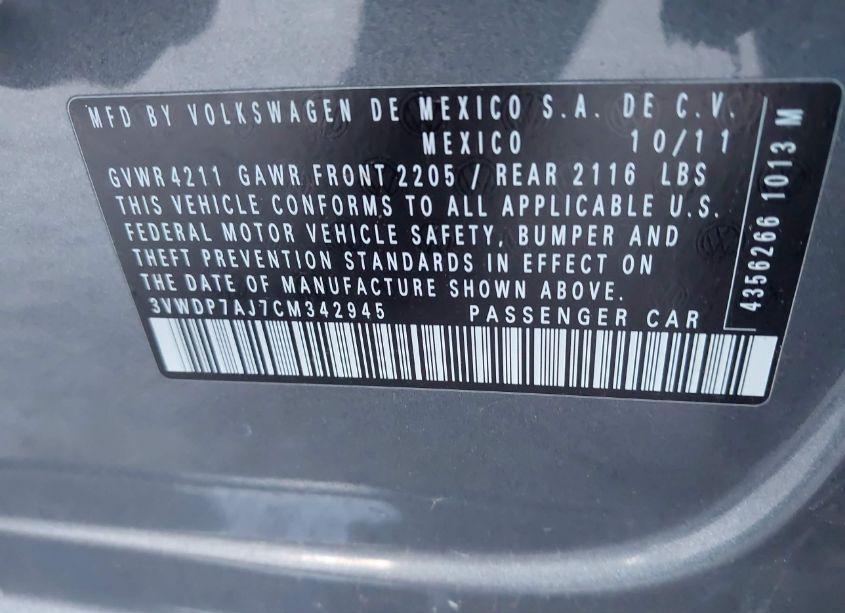 MFD BY VOLKSWAGEN DE MEXICO S.A. DE C.V.
MEXICO 10/11
GVWR 4211 GAWR FRONT 2205 / REAR 2116 LBS
THIS VEHICLE CONFORMS TO ALL APPLICABLE U.S.
FEDERAL MOTOR VEHICLE SAFETY, BUMPER AND
THEFT PREVENTION STANDARDS IN EFFECT ON
THE DATE OF MANUFACTURE SHOWN ABOVE.
3VWDP7AJ7CM342945 PASSENGER CAR
4356266 1013 M